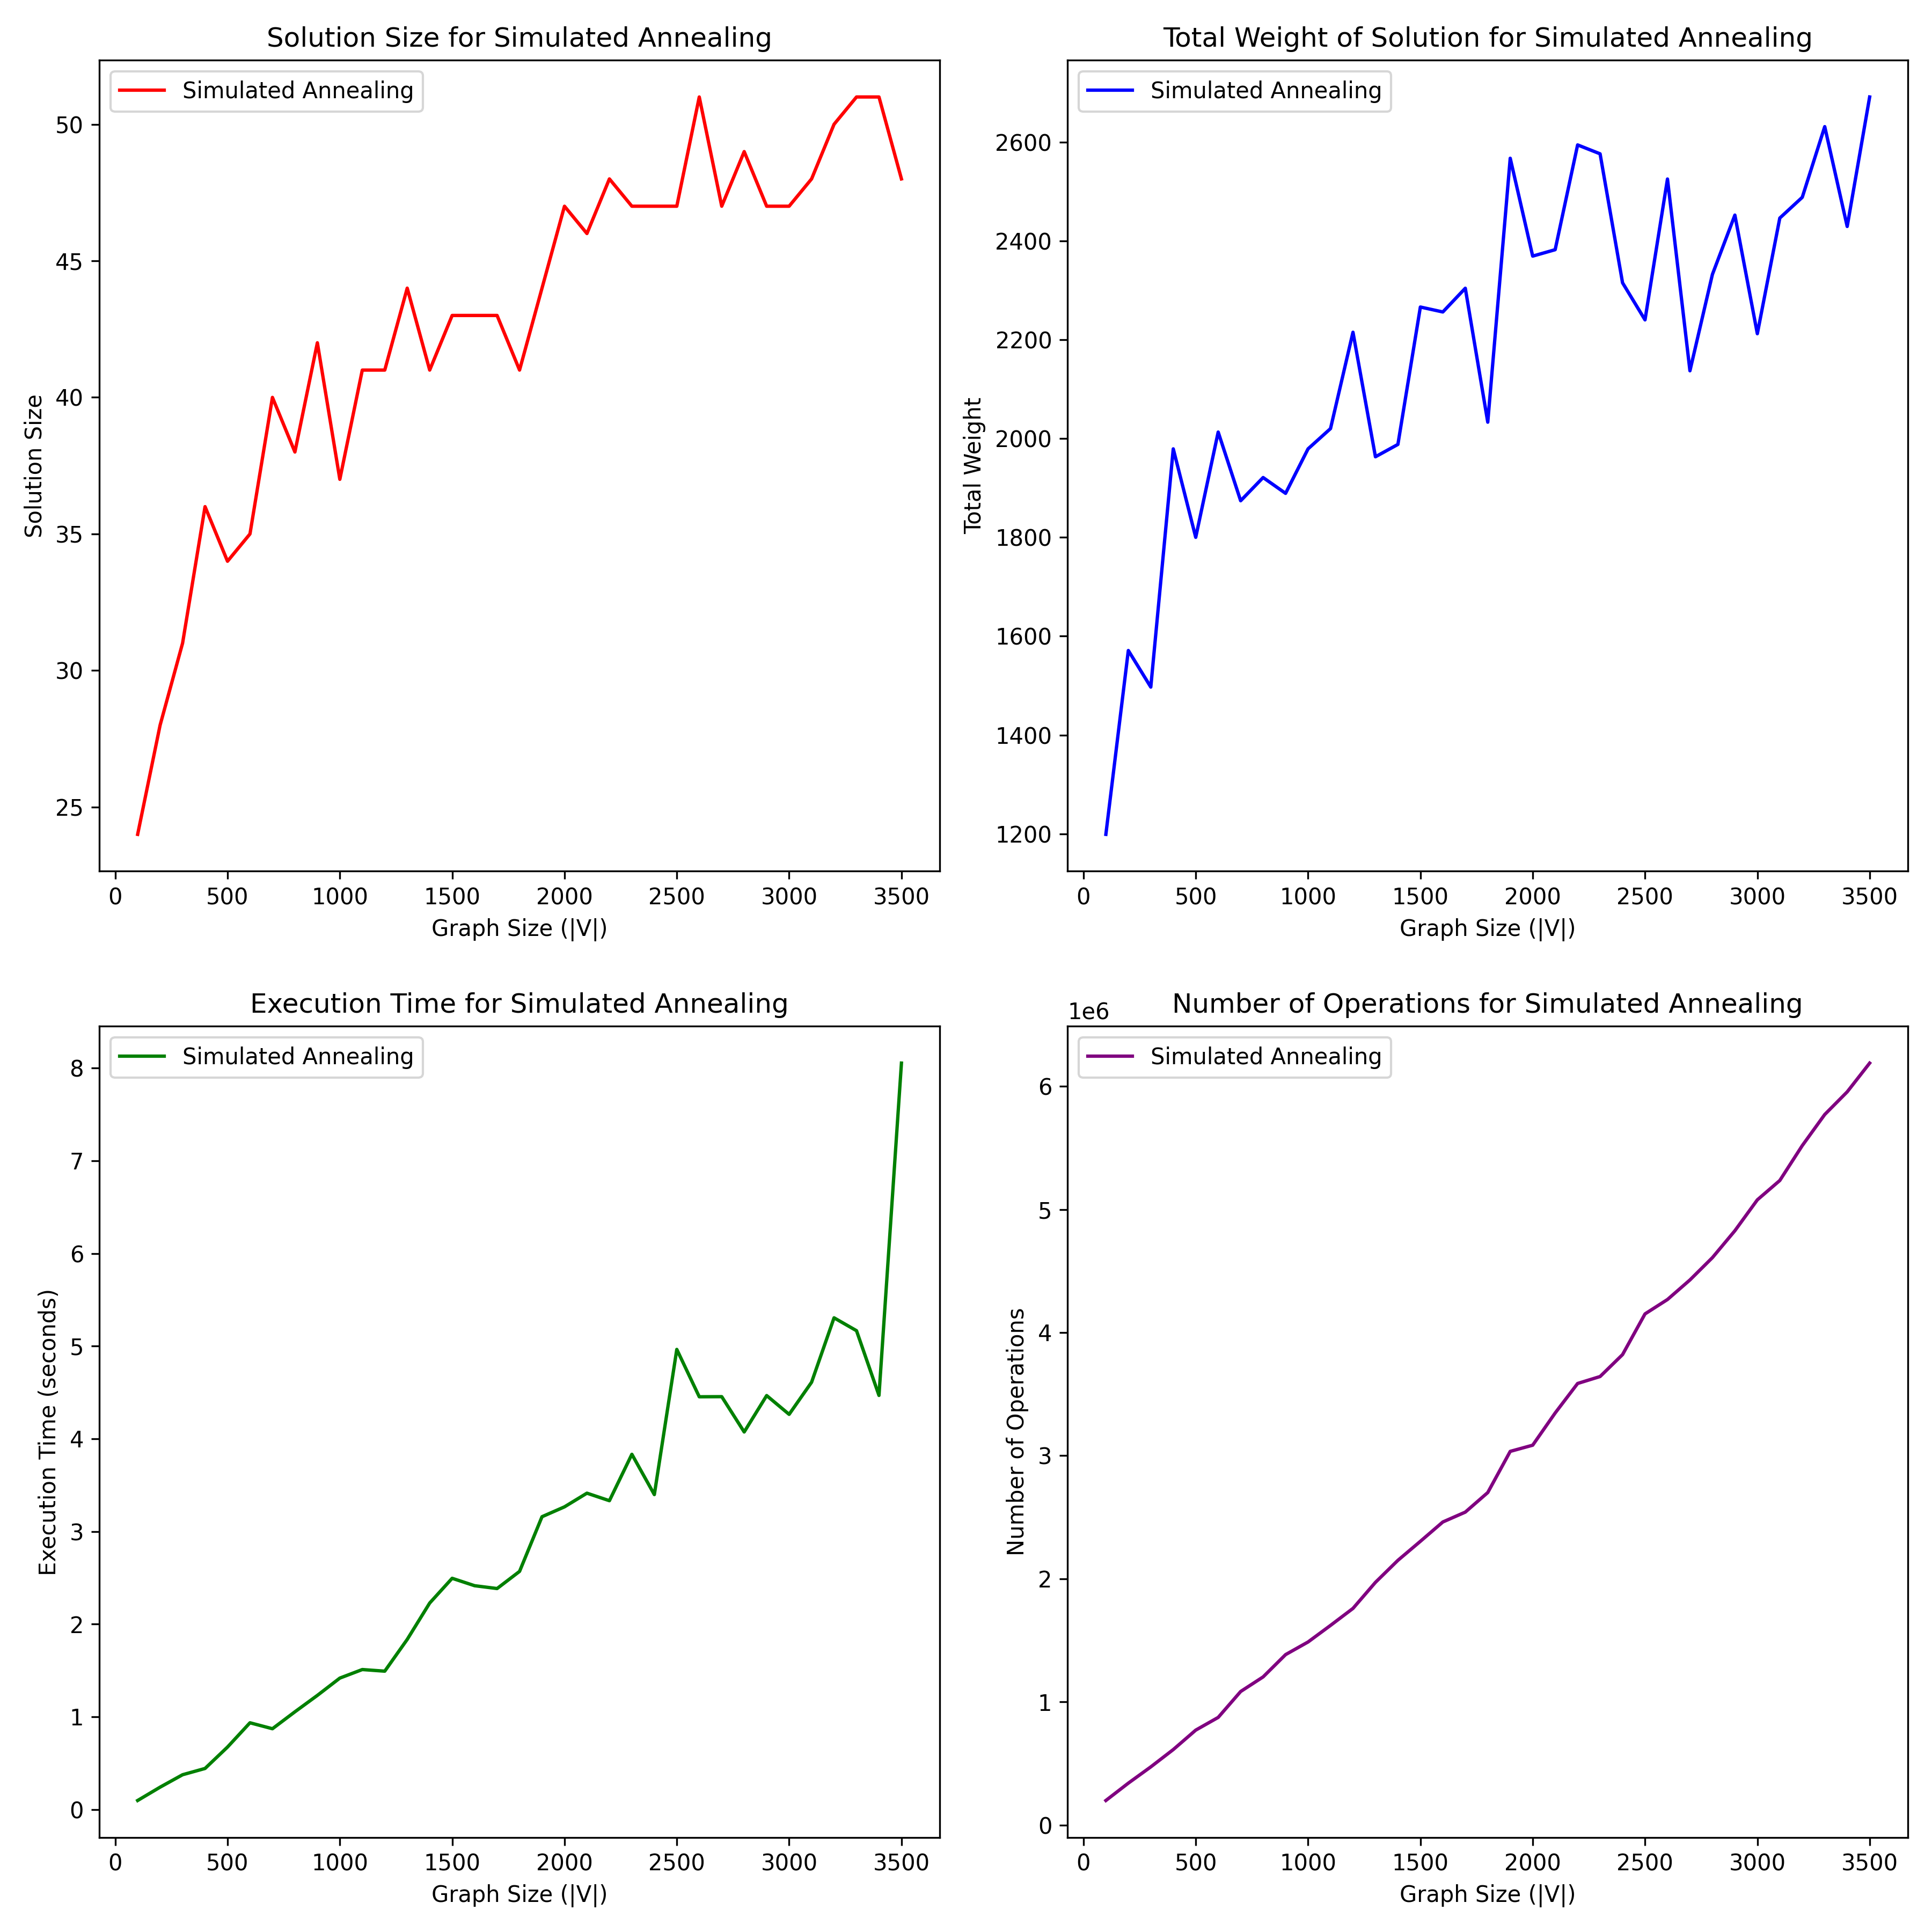 Solution Size for Simulated Annealing
Simulated Annealing
Solution Size
50
45
40
35
30
25
0 500 1000 1500 2000 2500 3000 3500
Graph Size (|V|)
Total Weight of Solution for Simulated Annealing
Simulated Annealing
Total Weight
2600
2400
2200
2000
1800
1600
1400
1200
0 500 1000 1500 2000 2500 3000 3500
Graph Size (|V|)
Execution Time for Simulated Annealing
Simulated Annealing
Execution Time (seconds)
8
7
6
5
4
3
2
1
0
0 500 1000 1500 2000 2500 3000 3500
Graph Size (|V|)
Number of Operations for Simulated Annealing
1e6
Simulated Annealing
Number of Operations
6
5
4
3
2
1
0
0 500 1000 1500 2000 2500 3000 3500
Graph Size (|V|)